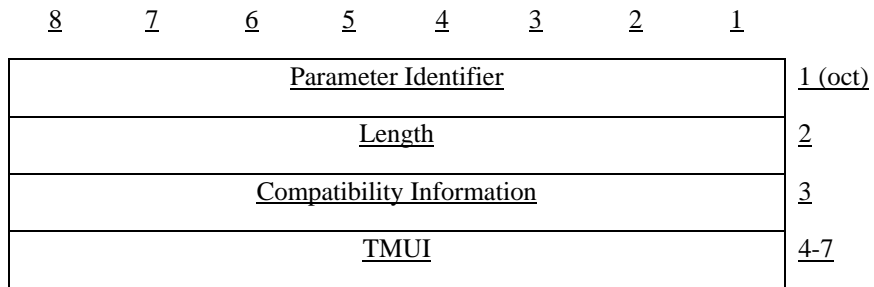 8 7 6 5 4 3 2 1
Parameter Identifier 1 (oct)
Length 2
Compatibility Information 3
TMUI 4-7